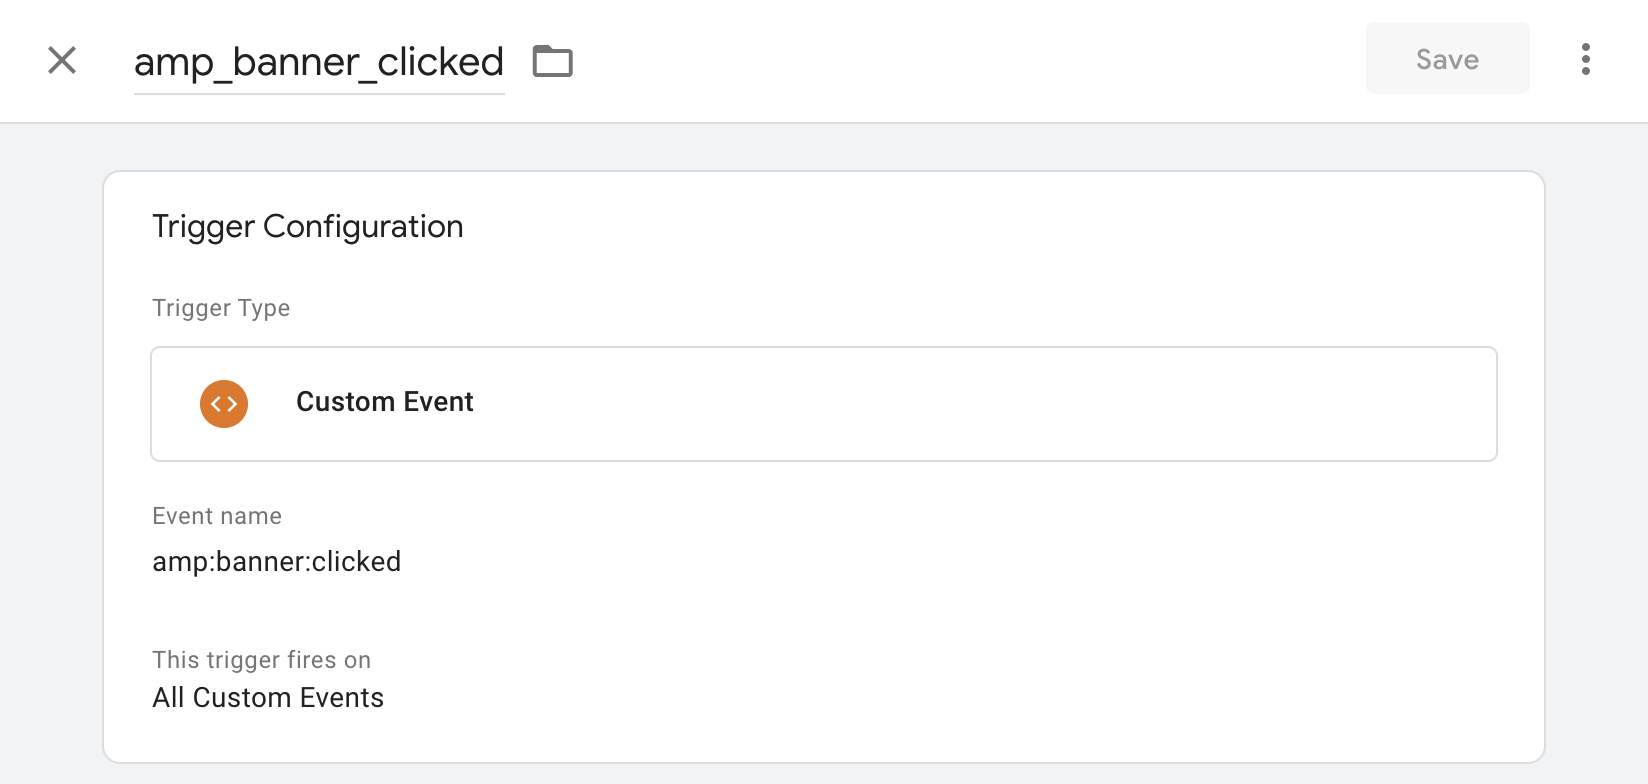 amp_banner_clicked
Save
Trigger Configuration
Trigger Type
Custom Event
Event name
amp:banner:clicked
This trigger fires on
All Custom Events